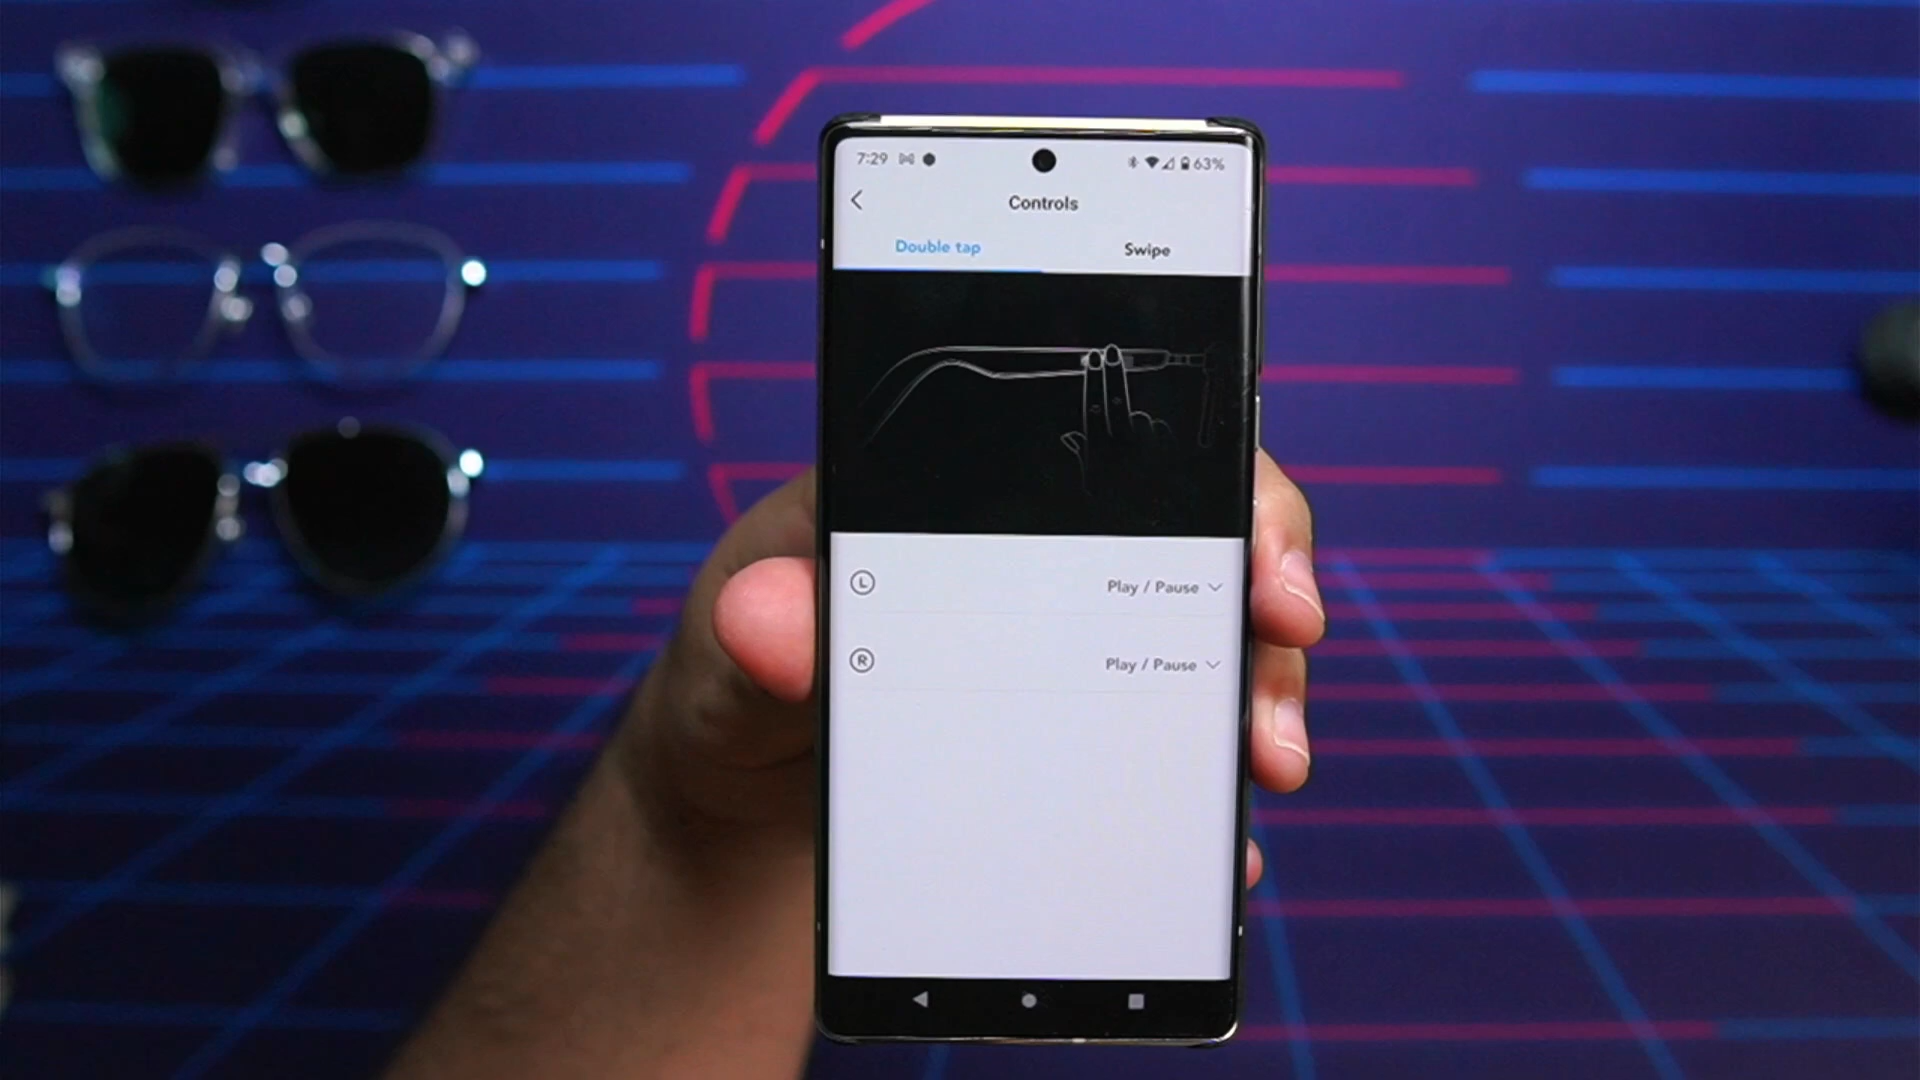 7:29 63%
Controls
Double tap Swipe
L Play / Pause
R Play / Pause